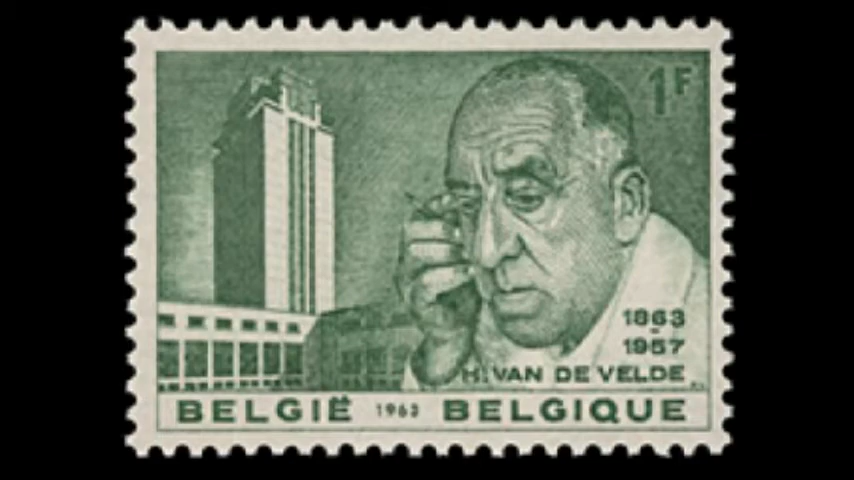 1F
1863
-
1957
H. VAN DE VELDE
BELGIË 1963 BELGIQUE